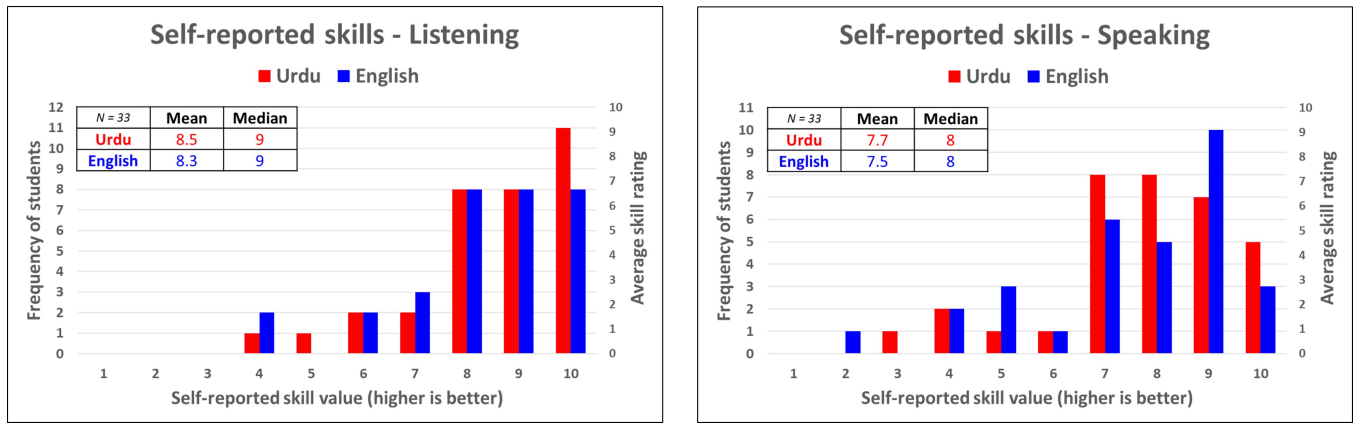 Self-reported skills - Listening
Urdu English
12
11
10
9
8
7
6
5
4
3
2
1
0
Frequency of students
N = 33 Mean Median
Urdu 8.5 9
English 8.3 9
10
9
8
7
6
5
4
3
2
1
0
Average skill rating
1 2 3 4 5 6 7 8 9 10
Self-reported skill value (higher is better)
Self-reported skills - Speaking
Urdu English
11
10
9
8
7
6
5
4
3
2
1
0
Frequency of students
N = 33 Mean Median
Urdu 7.7 8
English 7.5 8
10
9
8
7
6
5
4
3
2
1
0
Average skill rating
1 2 3 4 5 6 7 8 9 10
Self-reported skill value (higher is better)